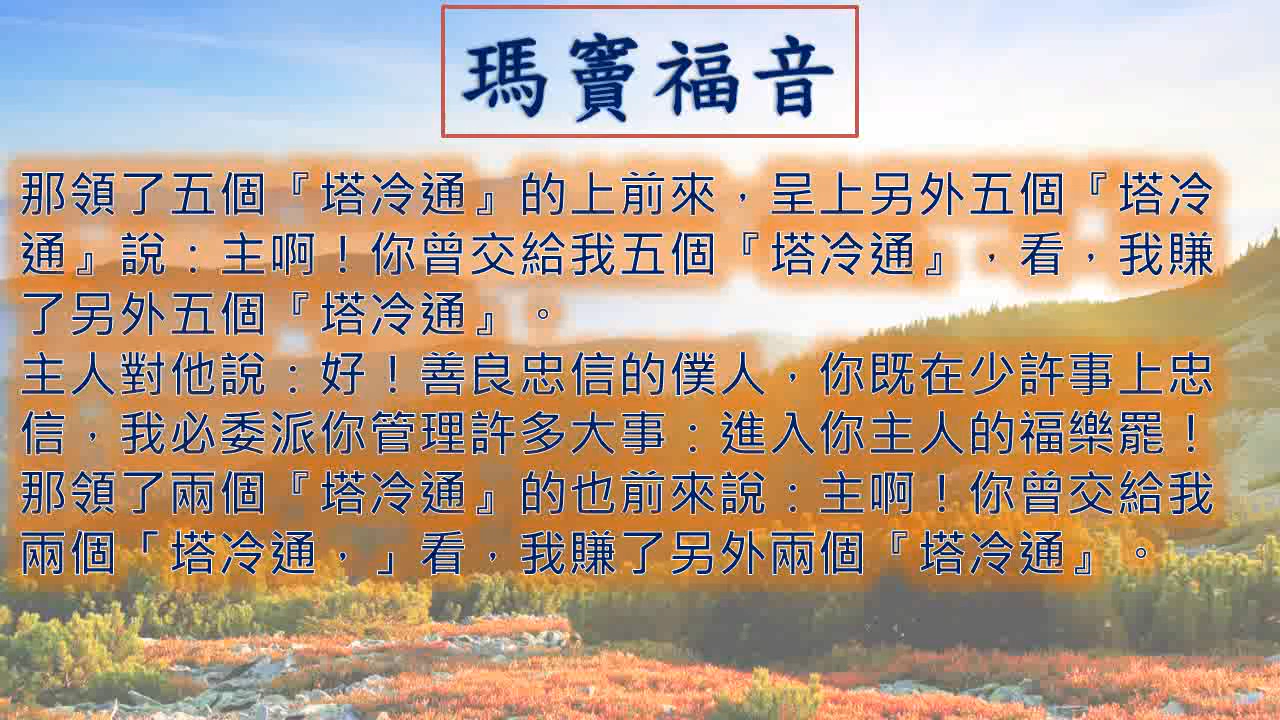 瑪竇福音
那領了五個『塔冷通』的上前來，呈上另外五個『塔冷
通』說：主啊！你曾交給我五個『塔冷通』，看，我賺
了另外五個『塔冷通』。
主人對他說：好！善良忠信的僕人，你既在少許事上忠
信，我必委派你管理許多大事：進入你主人的福樂罷！
那領了兩個『塔冷通』的也前來說：主啊！你曾交給我
兩個「塔冷通，」看，我賺了另外兩個『塔冷通』。